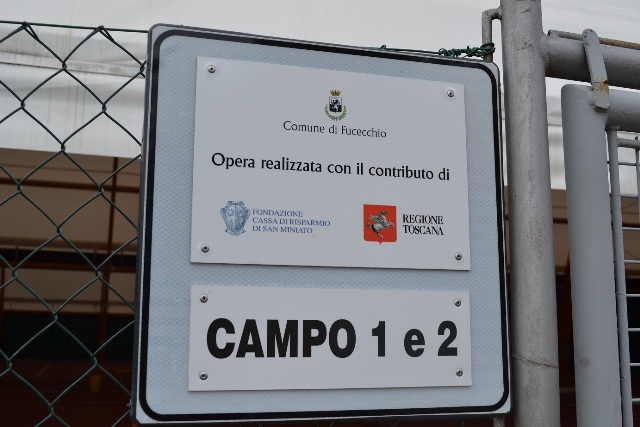 Comune di Fucecchio
Opera realizzata con il contributo di
FONDAZIONE
CASSA DI RISPARMIO
DI SAN MINIATO
REGIONE
TOSCANA
CAMPO 1 e 2